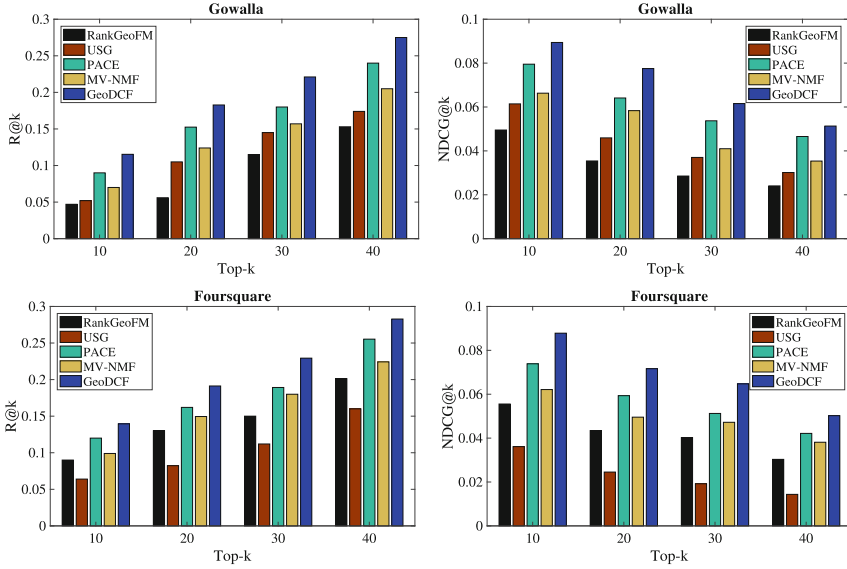 Gowalla
0.3
0.25
0.2
0.15
0.1
0.05
0
R@k
RankGeoFM
USG
PACE
MV-NMF
GeoDCF
10 20 30 40
Top-k
Gowalla
0.1
0.08
0.06
0.04
0.02
0
NDCG@k
RankGeoFM
USG
PACE
MV-NMF
GeoDCF
10 20 30 40
Top-k
Foursquare
0.3
0.25
0.2
0.15
0.1
0.05
0
R@k
RankGeoFM
USG
PACE
MV-NMF
GeoDCF
10 20 30 40
Top-k
Foursquare
0.1
0.08
0.06
0.04
0.02
0
NDCG@k
RankGeoFM
USG
PACE
MV-NMF
GeoDCF
10 20 30 40
Top-k